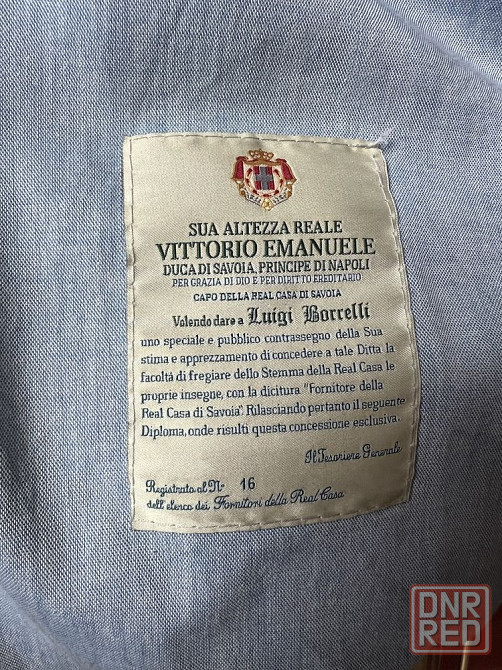 SUA ALTEZZA REALE
VITTORIO EMANUELE
DUCA DI SAVOIA, PRINCIPE DI NAPOLI
PER GRAZIA DI DIO E PER DIRITTO EREDITARIO
CAPO DELLA REAL CASA DI SAVOIA
Volendo dare a Luigi Borrelli
uno speciale e pubblico contrassegno della Sua
stima e apprezzamento di concedere a tale Ditta la
facoltà di fregiare dello Stemma della Real Casa le
proprie insegne, con la dicitura "Fornitore della
Real Casa di Savoia". Rilasciando pertanto il seguente
Diploma, onde risulti questa concessione esclusiva.
Il Tesoriere Generale
Registrato al N° 16
dell'elenco dei Fornitori della Real Casa
DNR
RED